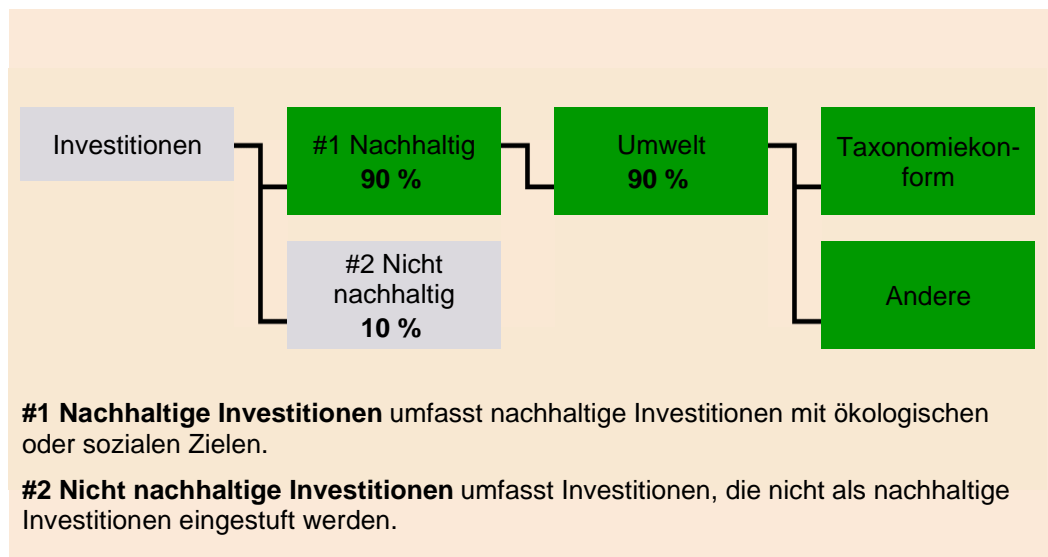 Investitionen
#1 Nachhaltig
90 %
Umwelt
90 %
Taxonomiekon-
form
#2 Nicht
nachhaltig
10 %
Andere
#1 Nachhaltige Investitionen umfasst nachhaltige Investitionen mit ökologischen
oder sozialen Zielen.
#2 Nicht nachhaltige Investitionen umfasst Investitionen, die nicht als nachhaltige
Investitionen eingestuft werden.